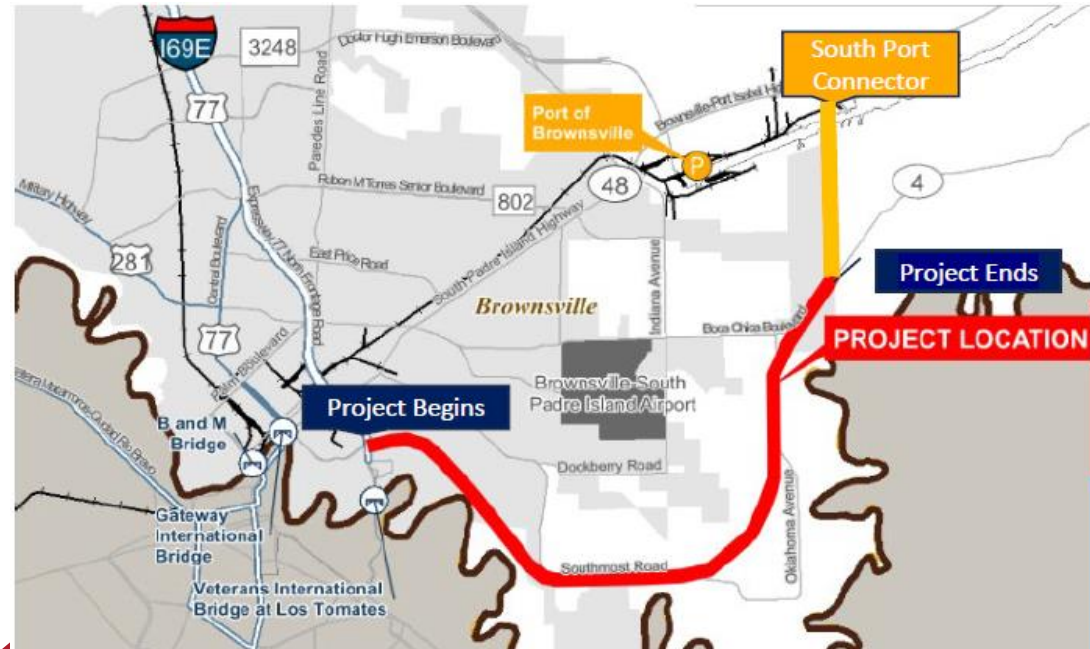 I69E
3248
Doctor Hugh Emerson Boulevard
South Port
Connector
77
Paredes Line Road
Port of
Brownsville
P
Brownsville-Port Isabel
48
4
Military Highway
Ruben M Torres Senior Boulevard
802
281
Central Boulevard
Expressway 77 North Frontage Road
East Price Road
South Padre Island Highway
Indiana Avenue
Project Ends
Brownsville
77
Boca Chica Boulevard
PROJECT LOCATION
Palm Boulevard
Project Begins
Brownsville-South
Padre Island Airport
B and M
Bridge
Dockberry Road
Gateway
International
Bridge
Southmost Road
Oklahoma Avenue
Veterans International
Bridge at Los Tomates